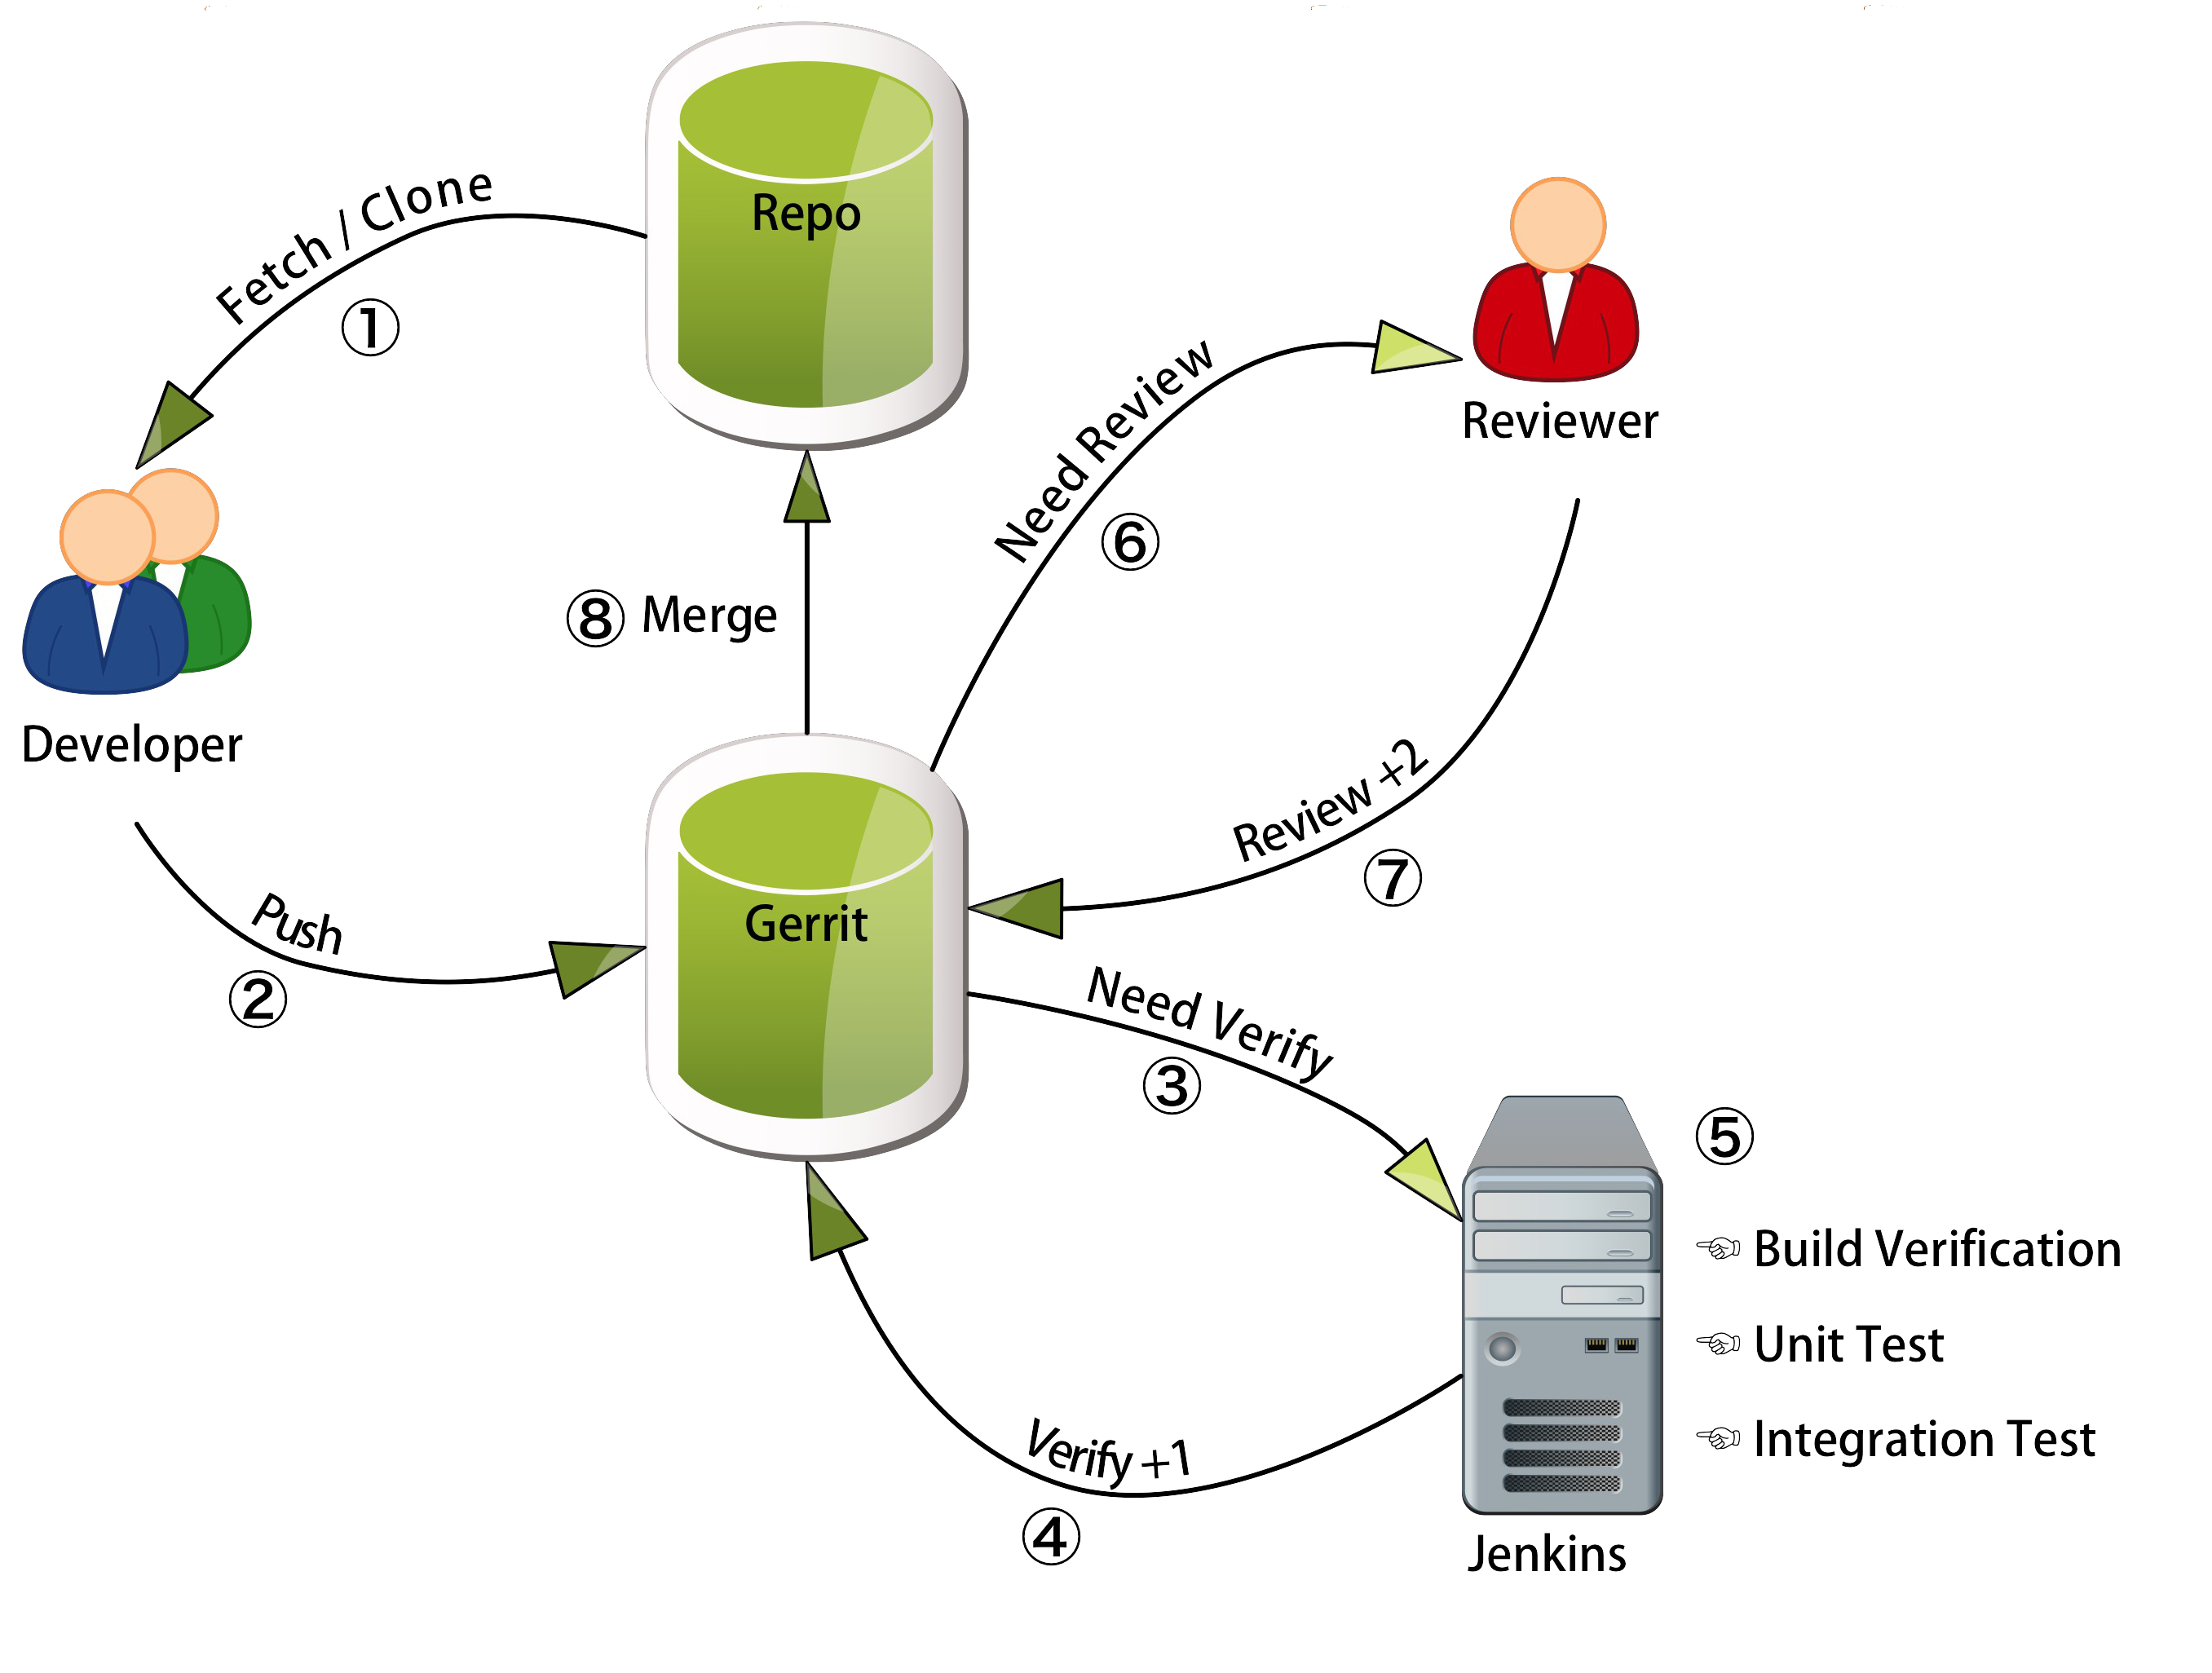 Repo
Fetch / Clone
①
Reviewer
Need Review
⑥
⑧ Merge
Developer
Review +2
⑦
Push
②
Gerrit
Need Verify
③
⑤
☜ Build Verification
☜ Unit Test
☜ Integration Test
Verify +1
④
Jenkins